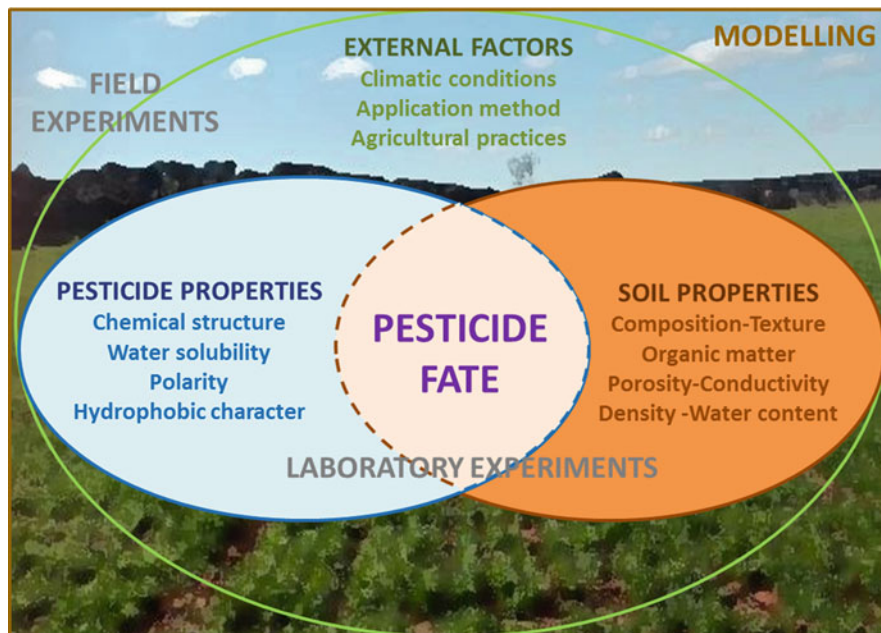 EXTERNAL FACTORS
Climatic conditions
Application method
Agricultural practices
MODELLING
FIELD
EXPERIMENTS
PESTICIDE PROPERTIES
Chemical structure
Water solubility
Polarity
Hydrophobic character
PESTICIDE
FATE
SOIL PROPERTIES
Composition-Texture
Organic matter
Porosity-Conductivity
Density -Water content
LABORATORY EXPERIMENTS